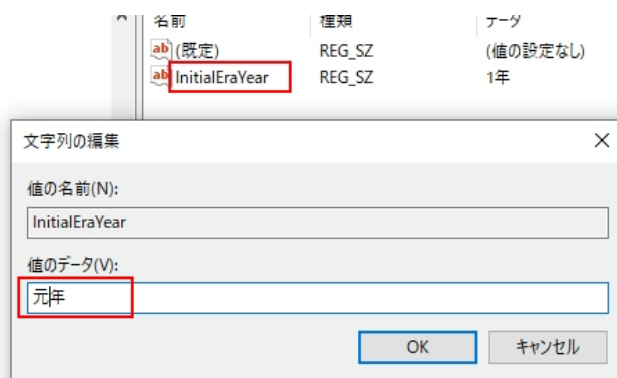 名前 種類 データ
ab (既定) REG_SZ (値の設定なし)
ab InitialEraYear REG_SZ 1年
文字列の編集
値の名前(N):
InitialEraYear
値のデータ(V):
元年
OK キャンセル